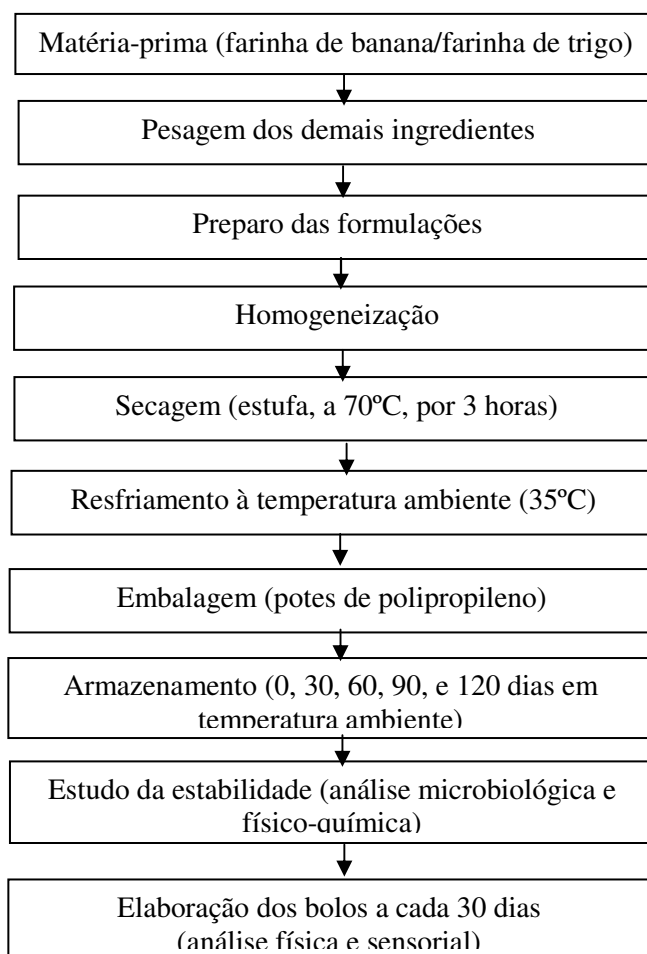 Matéria-prima (farinha de banana/farinha de trigo)
Pesagem dos demais ingredientes
Preparo das formulações
Homogeneização
Secagem (estufa, a 70ºC, por 3 horas)
Resfriamento à temperatura ambiente (35ºC)
Embalagem (potes de polipropileno)
Armazenamento (0, 30, 60, 90, e 120 dias em
temperatura ambiente)
Estudo da estabilidade (análise microbiológica e
físico-química)
Elaboração dos bolos a cada 30 dias
(análise física e sensorial)